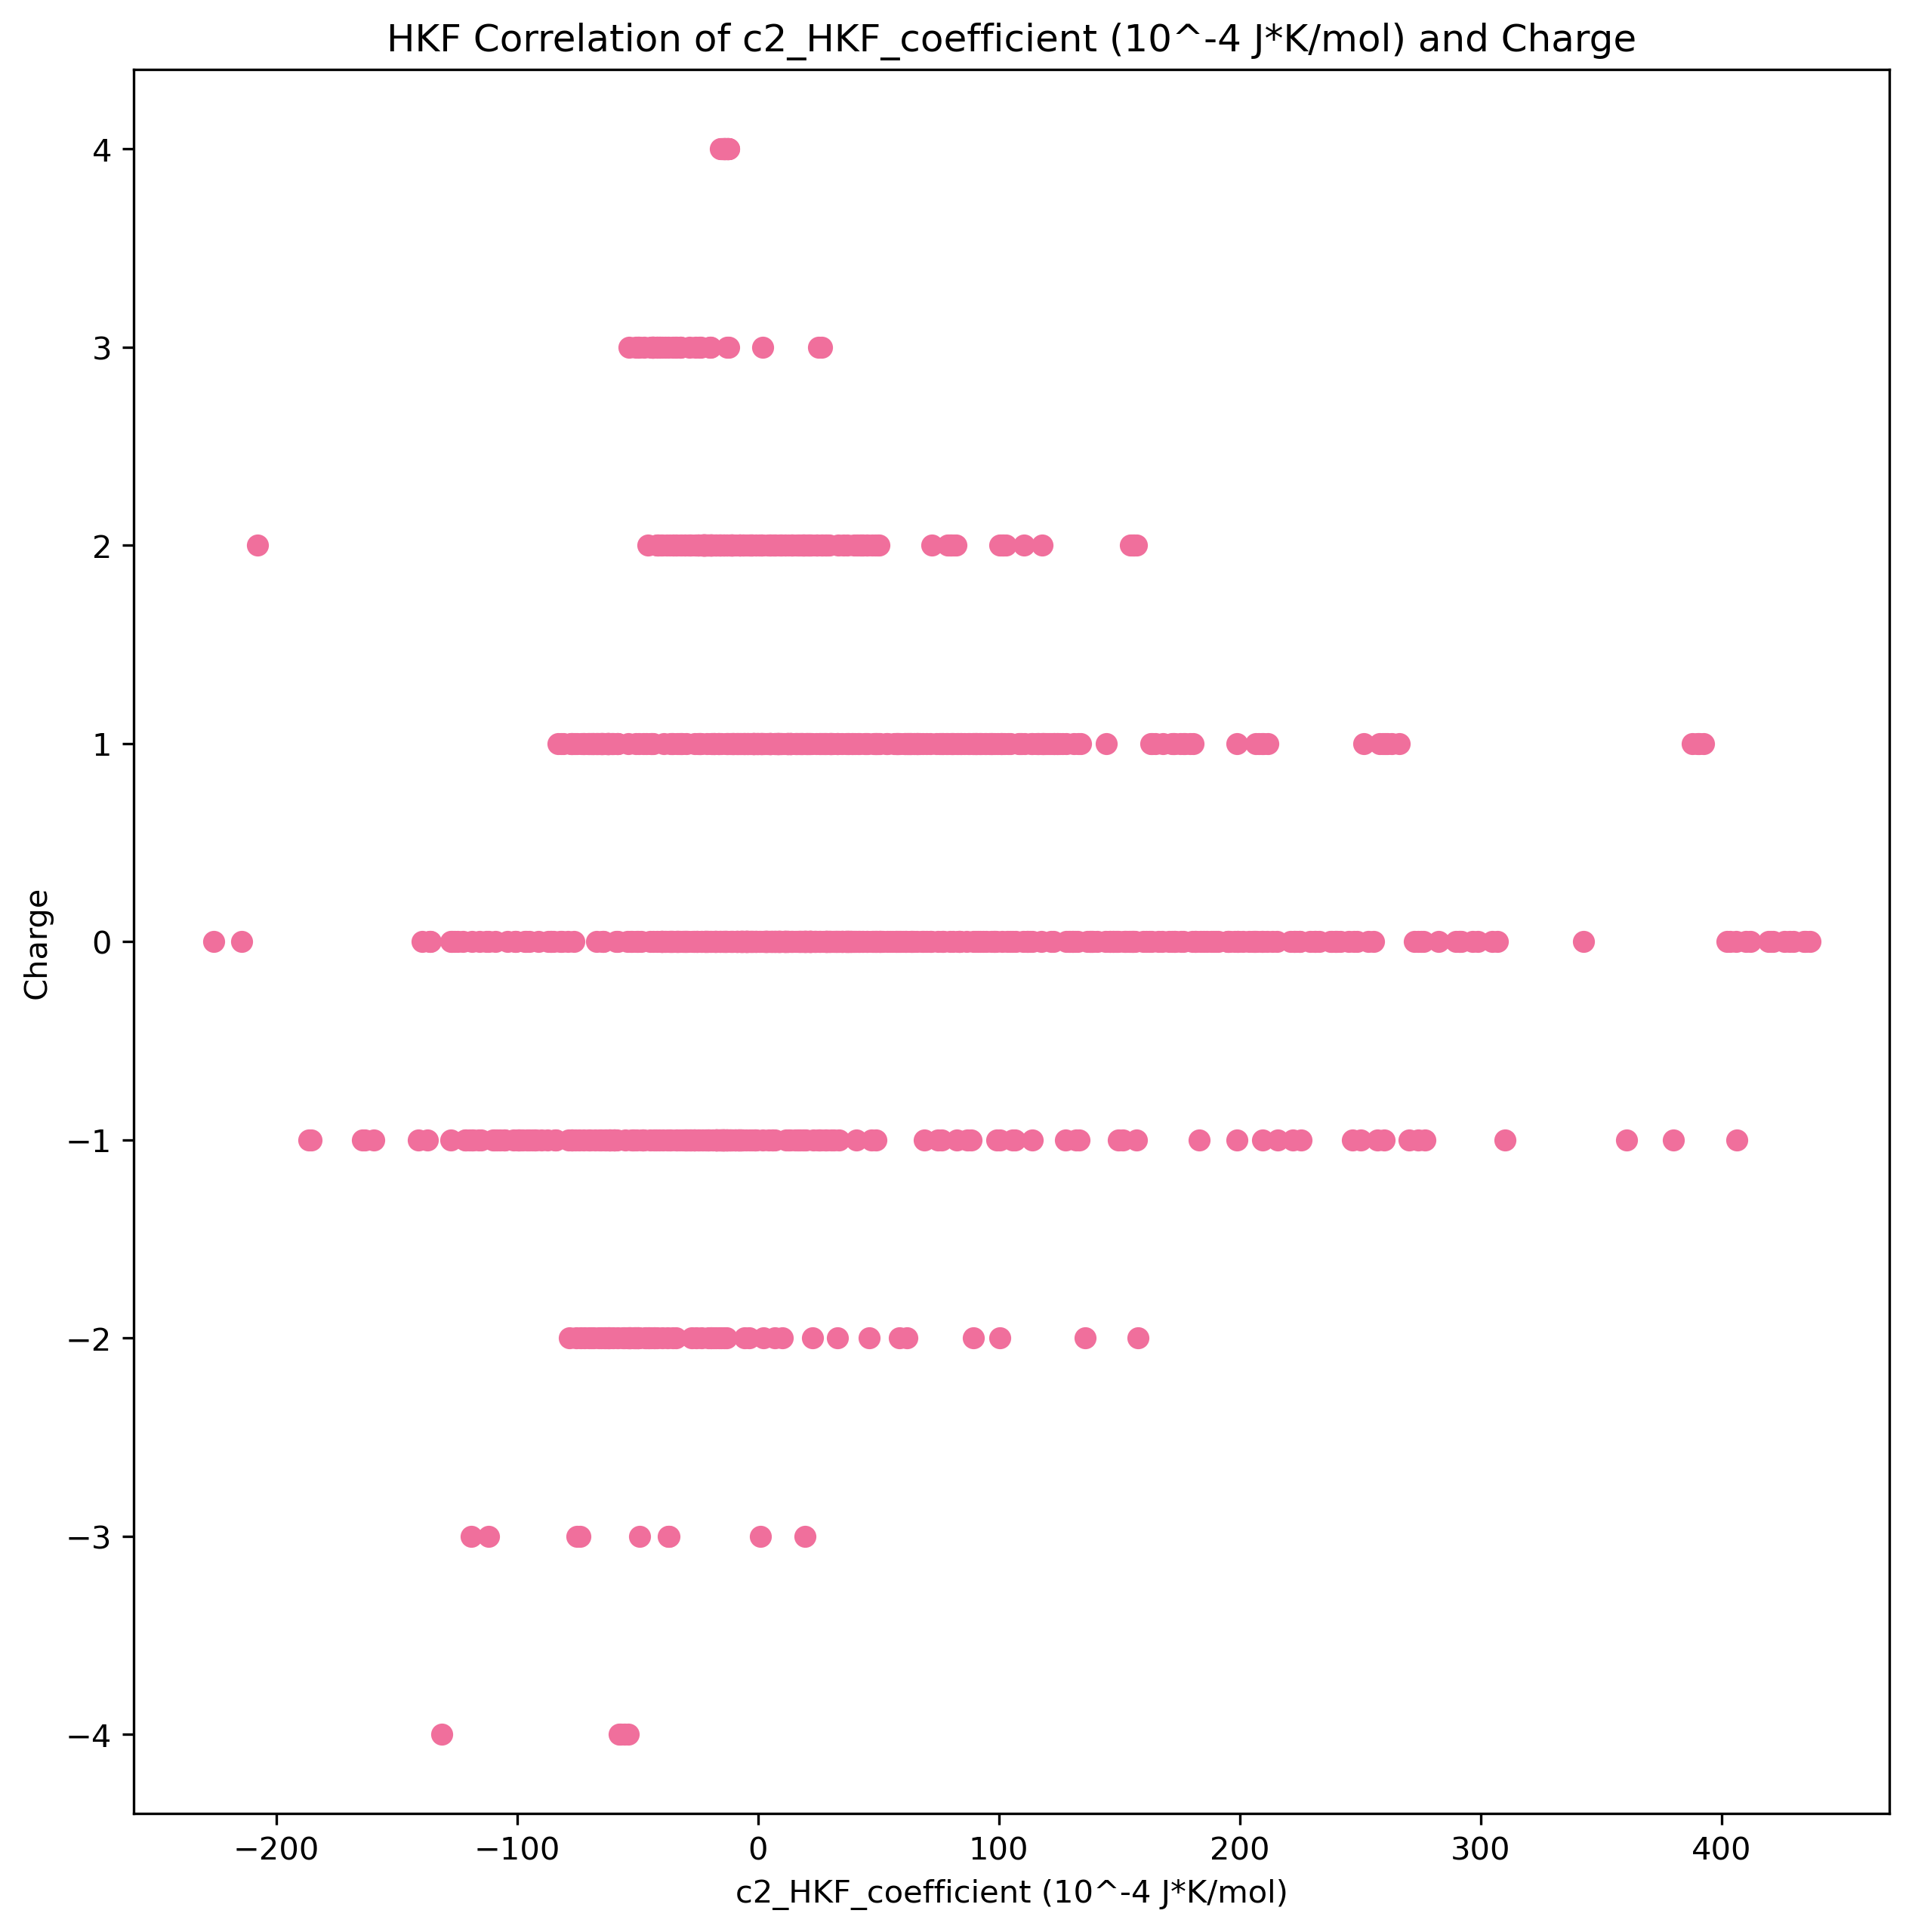 HKF Correlation of c2_HKF_coefficient (10^-4 J*K/mol) and Charge
4
3
2
1
0
−1
−2
−3
−4
Charge
−200 −100 0 100 200 300 400
c2_HKF_coefficient (10^-4 J*K/mol)